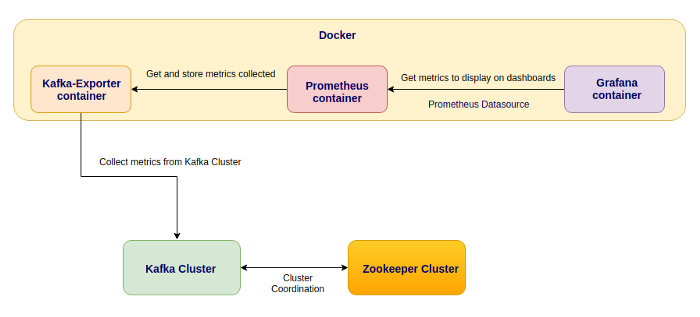 Docker
Kafka-Exporter
container
Get and store metrics collected
Prometheus
container
Get metrics to display on dashboards
Prometheus Datasource
Grafana
container
Collect metrics from Kafka Cluster
Kafka Cluster
Cluster
Coordination
Zookeeper Cluster